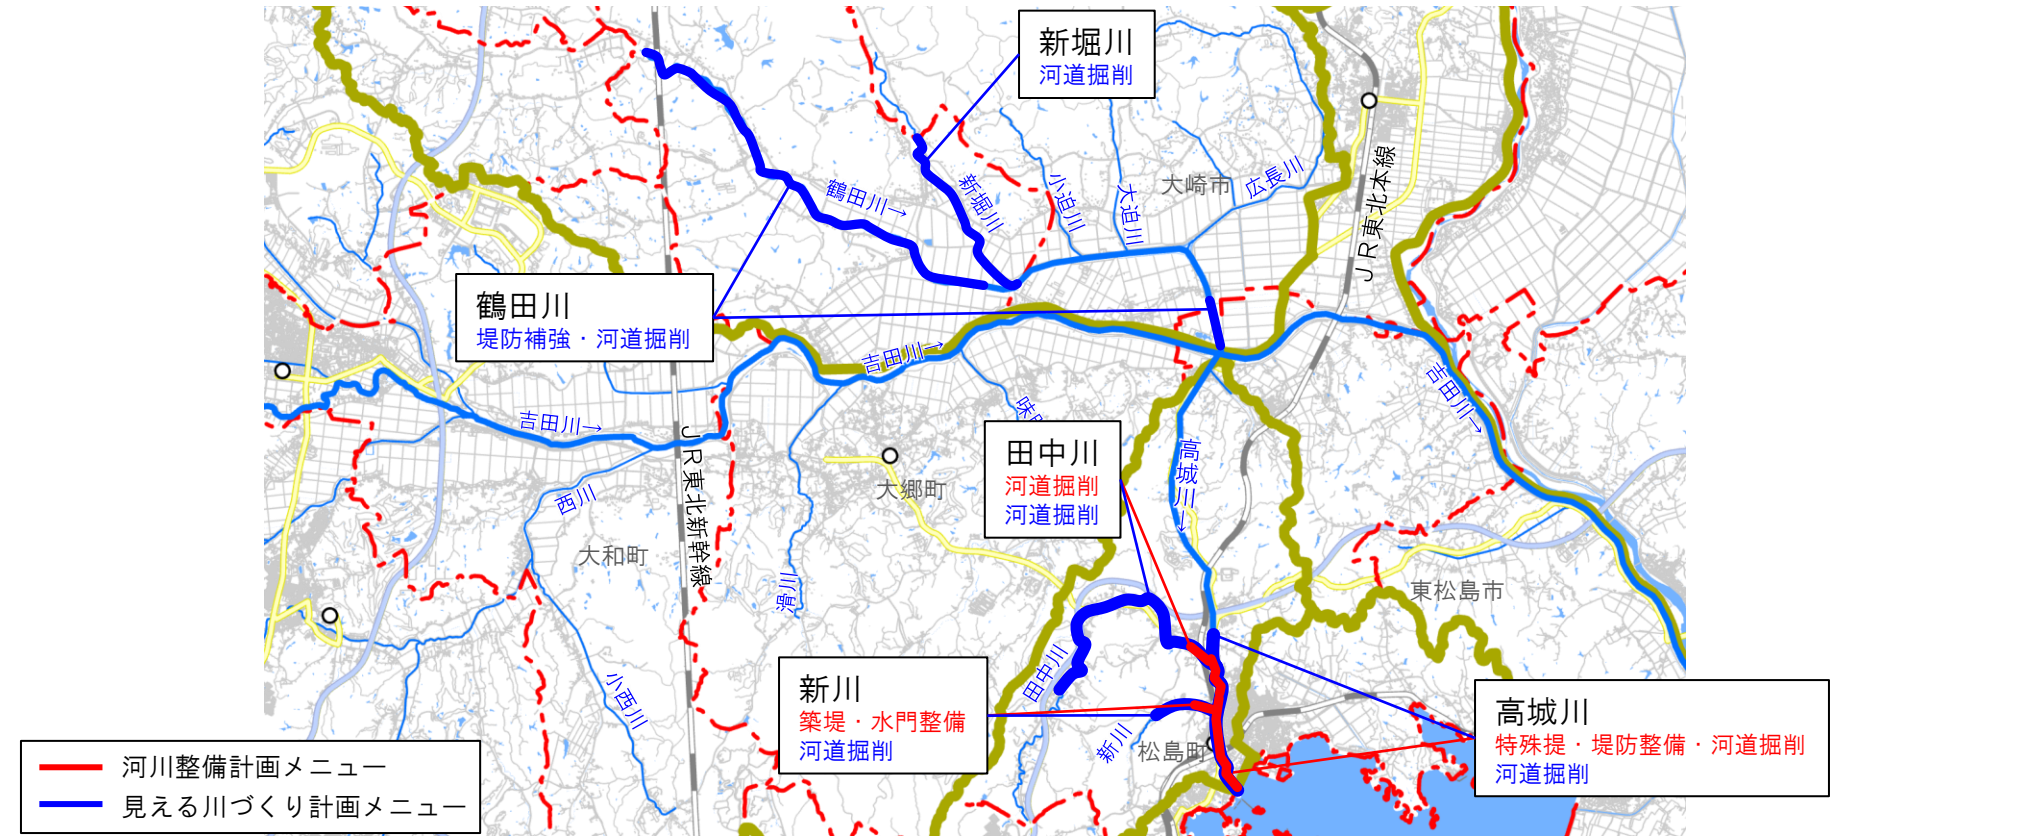 新堀川
河道掘削
鶴田川→
新堀川
小迫川
大迫川
大崎市
広長川
JR東北本線
鶴田川
堤防補強・河道掘削
吉田川→
吉田川→
吉田川→
JR東北新幹線
西川
大和町
大郷町
滑川
小西川
田中川
河道掘削
河道掘削
高城川→
東松島市
田中川
新川
松島町
新川
築堤・水門整備
河道掘削
高城川
特殊提・堤防整備・河道掘削
河道掘削
河川整備計画メニュー
見える川づくり計画メニュー